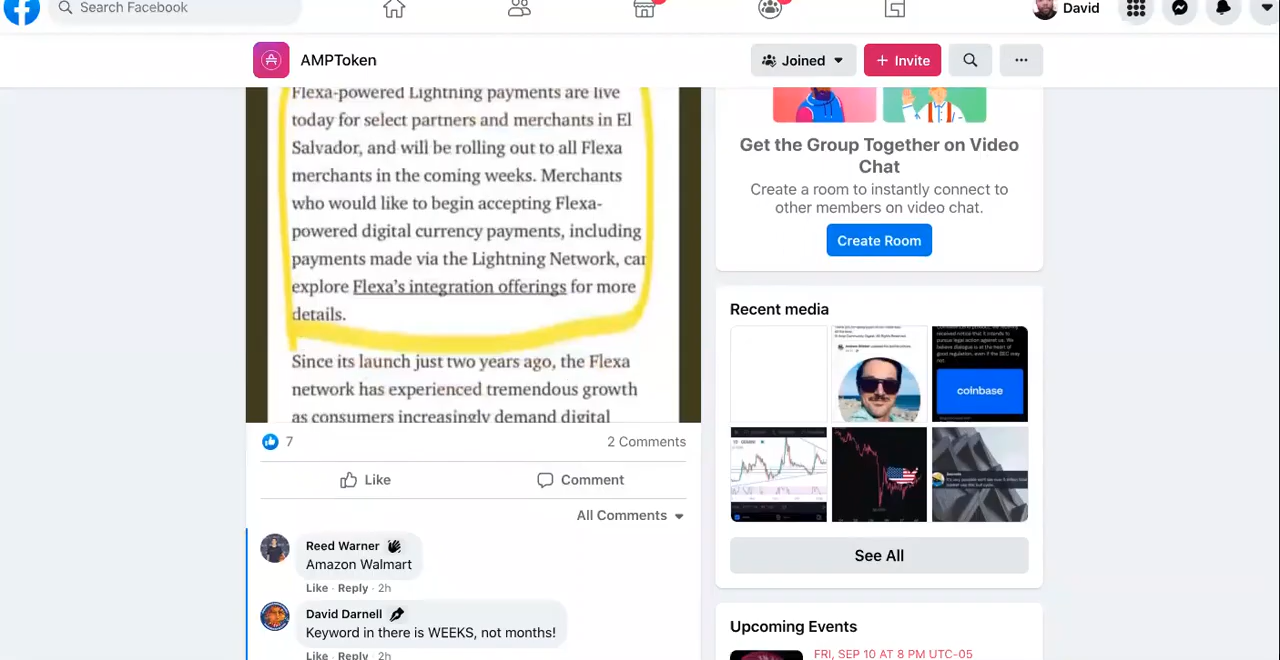 Search Facebook
David
AMPToken
Joined
+ Invite
Flexa-powered Lightning payments are live
today for select partners and merchants in El
Salvador, and will be rolling out to all Flexa
merchants in the coming weeks. Merchants
who would like to begin accepting Flexa-
powered digital currency payments, including
payments made via the Lightning Network, can
explore Flexa's integration offerings for more
details.
Since its launch just two years ago, the Flexa
network has experienced tremendous growth
as consumers increasingly demand digital
7
2 Comments
Like
Comment
All Comments
Reed Warner
Amazon Walmart
Like · Reply · 2h
David Darnell
Keyword in there is WEEKS, not months!
Like · Reply · 2h
Get the Group Together on Video
Chat
Create a room to instantly connect to
other members on video chat.
Create Room
Recent media
coinbase
See All
Upcoming Events
FRI, SEP 10 AT 8 PM UTC-05